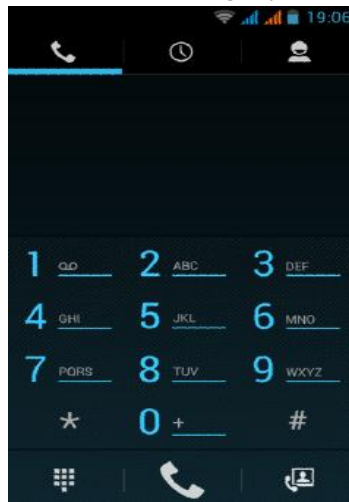 19:06
1 2 ABC 3 DEF
4 GHI 5 JKL 6 MNO
7 PQRS 8 TUV 9 WXYZ
* 0 + #